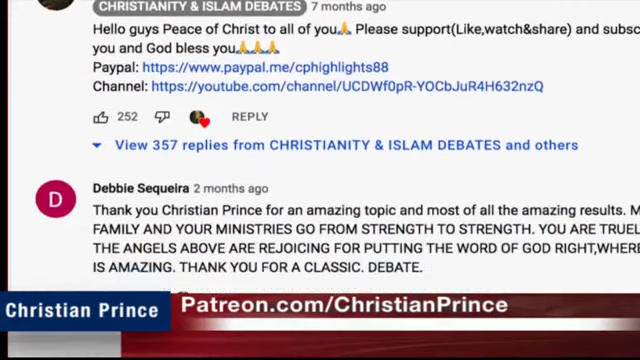 CHRISTIANITY & ISLAM DEBATES 7 months ago
Hello guys Peace of Christ to all of you🙏 Please support(Like,watch&share) and subsc
you and God bless you🙏🙏🙏
Paypal: https://www.paypal.me/cphighlights88
Channel: https://youtube.com/channel/UCDWf0pR-YOCbJuR4H632nzQ
252 REPLY
View 357 replies from CHRISTIANITY & ISLAM DEBATES and others
D
Debbie Sequeira 2 months ago
Thank you Christian Prince for an amazing topic and most of all the amazing results. M
FAMILY AND YOUR MINISTRIES GO FROM STRENGTH TO STRENGTH. YOU ARE TRUEL
THE ANGELS ABOVE ARE REJOICING FOR PUTTING THE WORD OF GOD RIGHT,WHERE
IS AMAZING. THANK YOU FOR A CLASSIC. DEBATE.
Christian Prince
Patreon.com/ChristianPrince